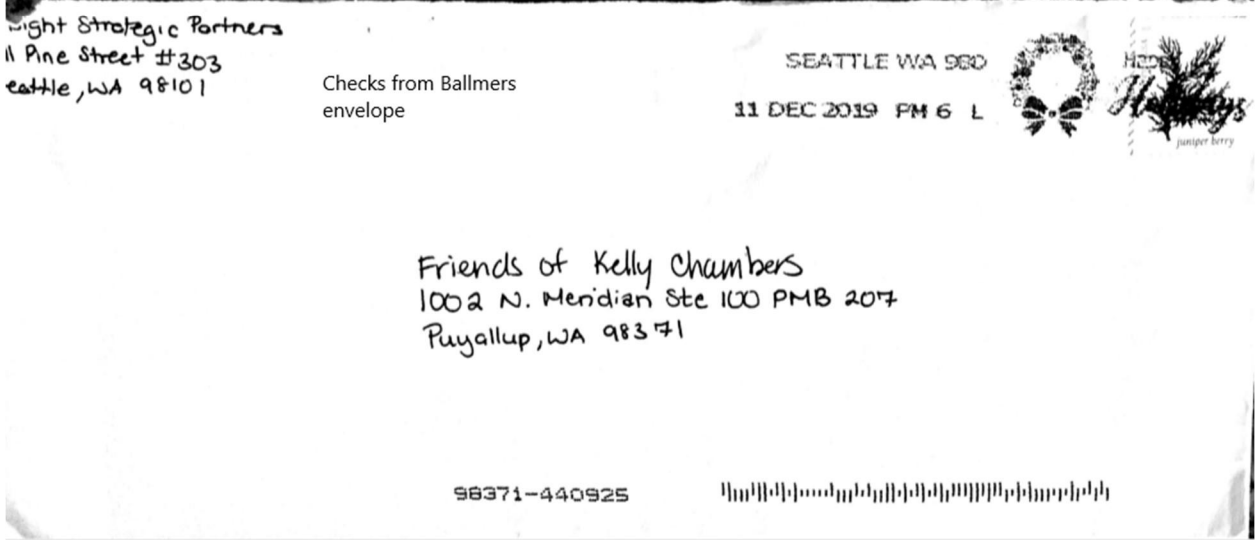 Strategic Partners
Pine Street #303
WA 98101
Checks from Ballmers
envelope
SEATTLE WA 980
11 DEC 2019 PM 6 L
Happy
Holidays
juniper berry
Friends of Kelly Chambers
1002 N. Meridian Ste 100 PMB 207
Puyallup, WA 98371
98371-440925